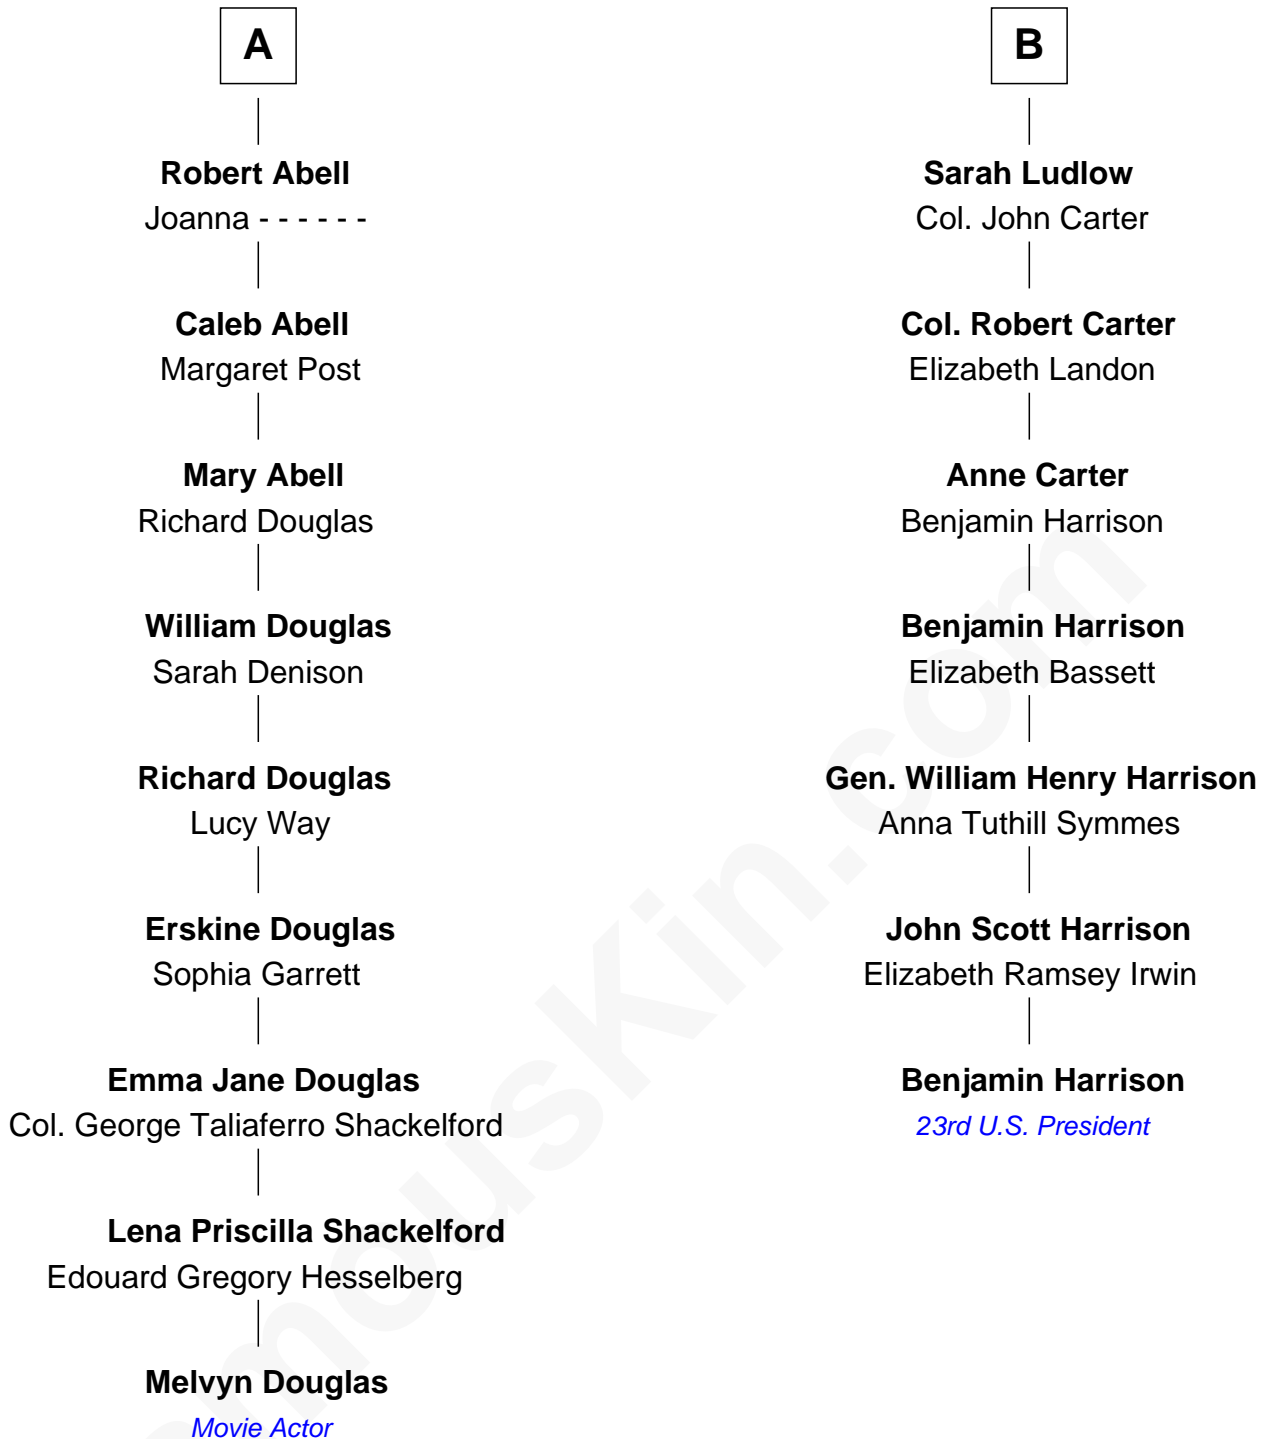 A
Robert Abell
Joanna - - - - - -
Caleb Abell
Margaret Post
Mary Abell
Richard Douglas
William Douglas
Sarah Denison
Richard Douglas
Lucy Way
Erskine Douglas
Sophia Garrett
Emma Jane Douglas
Col. George Taliaferro Shackelford
Lena Priscilla Shackelford
Edouard Gregory Hesselberg
Melvyn Douglas
Movie Actor
B
Sarah Ludlow
Col. John Carter
Col. Robert Carter
Elizabeth Landon
Anne Carter
Benjamin Harrison
Benjamin Harrison
Elizabeth Bassett
Gen. William Henry Harrison
Anna Tuthill Symmes
John Scott Harrison
Elizabeth Ramsey Irwin
Benjamin Harrison
23rd U.S. President
mousKin.com